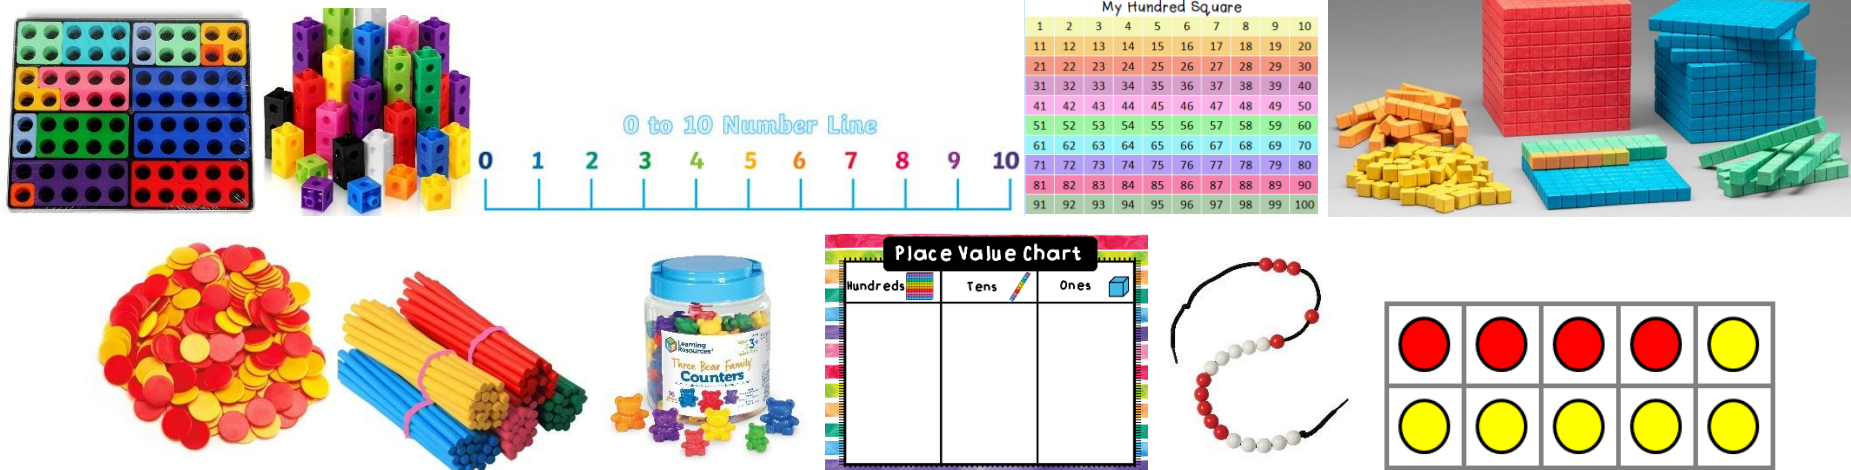 My Hundred Square
1 2 3 4 5 6 7 8 9 10
11 12 13 14 15 16 17 18 19 20
21 22 23 24 25 26 27 28 29 30
31 32 33 34 35 36 37 38 39 40
41 42 43 44 45 46 47 48 49 50
51 52 53 54 55 56 57 58 59 60
61 62 63 64 65 66 67 68 69 70
71 72 73 74 75 76 77 78 79 80
81 82 83 84 85 86 87 88 89 90
91 92 93 94 95 96 97 98 99 100
0 to 10 Number Line
0 1 2 3 4 5 6 7 8 9 10
Learning
Resources
3+
Three Bear Family
Counters
Place Value Chart
Hundreds Tens Ones